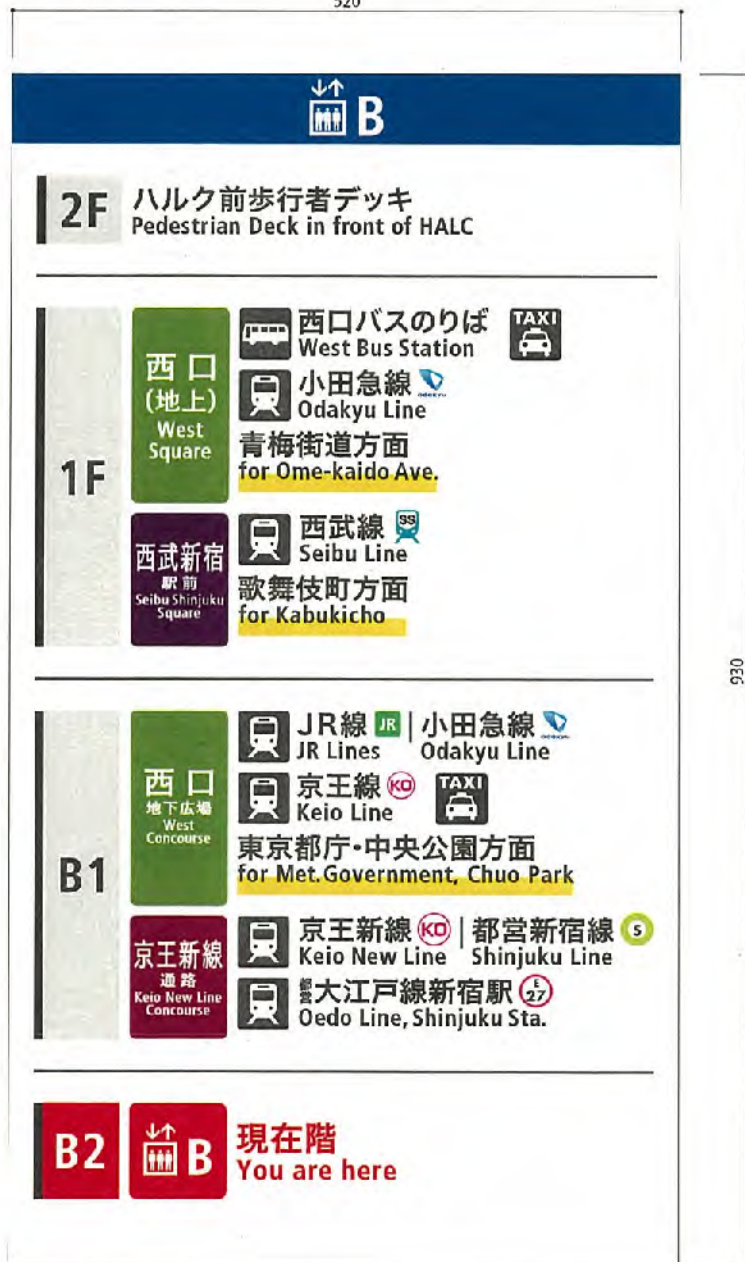 520
B
2F
ハルク前歩行者デッキ
Pedestrian Deck in front of HALC
1F
西口
(地上)
West
Square
西口バスのりば
West Bus Station
TAXI
小田急線
Odakyu Line
青梅街道方面
for Ome-kaido Ave.
西武新宿
駅前
Seibu Shinjuku
Square
西武線 SS
Seibu Line
歌舞伎町方面
for Kabukicho
B1
西口
地下広場
West
Concourse
JR線 JR | 小田急線
JR Lines Odakyu Line
京王線 KO TAXI
Keio Line
東京都庁・中央公園方面
for Met.Government, Chuo Park
京王新線
通路
Keio New Line
Concourse
京王新線 KO | 都営新宿線 S
Keio New Line Shinjuku Line
都営大江戸線新宿駅 E 27
Oedo Line, Shinjuku Sta.
B2
B
現在階
You are here
930